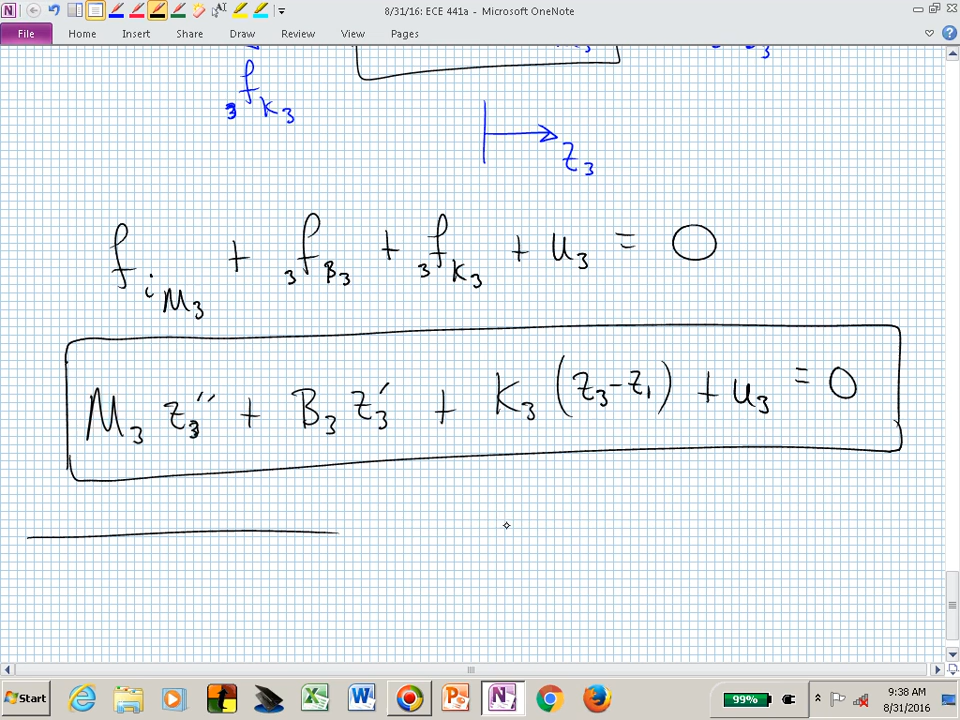 8/31/16: ECE 441a - Microsoft OneNote
File Home Insert Share Draw Review View Pages
3fK3
z3
fiM3 + 3fB3 + 3fK3 + u3 = 0
M3 z3'' + B3 z3' + K3 (z3 - z1) + u3 = 0
Start 99% 9:38 AM
8/31/2016